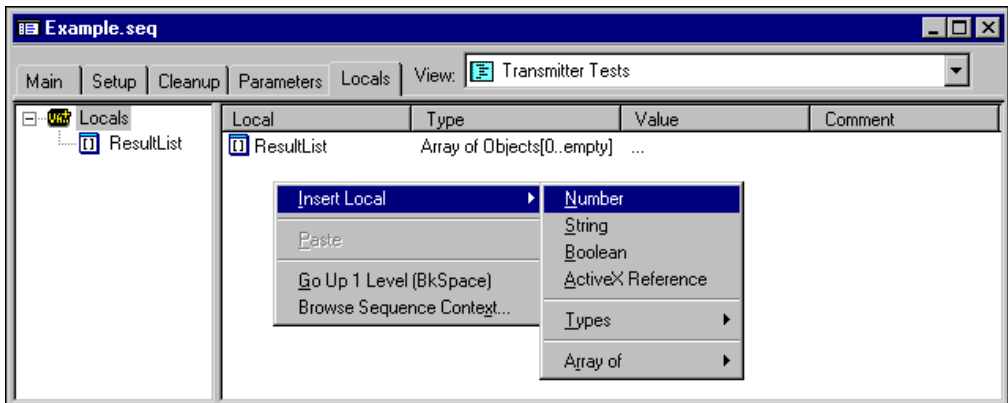 Example.seq
Main Setup Cleanup Parameters Locals View: Transmitter Tests
Locals Local Type Value Comment
ResultList ResultList Array of Objects[0..empty] ...
Insert Local Number
String
Paste
Boolean
Go Up 1 Level (BkSpace) ActiveX Reference
Browse Sequence Context...
Types
Array of